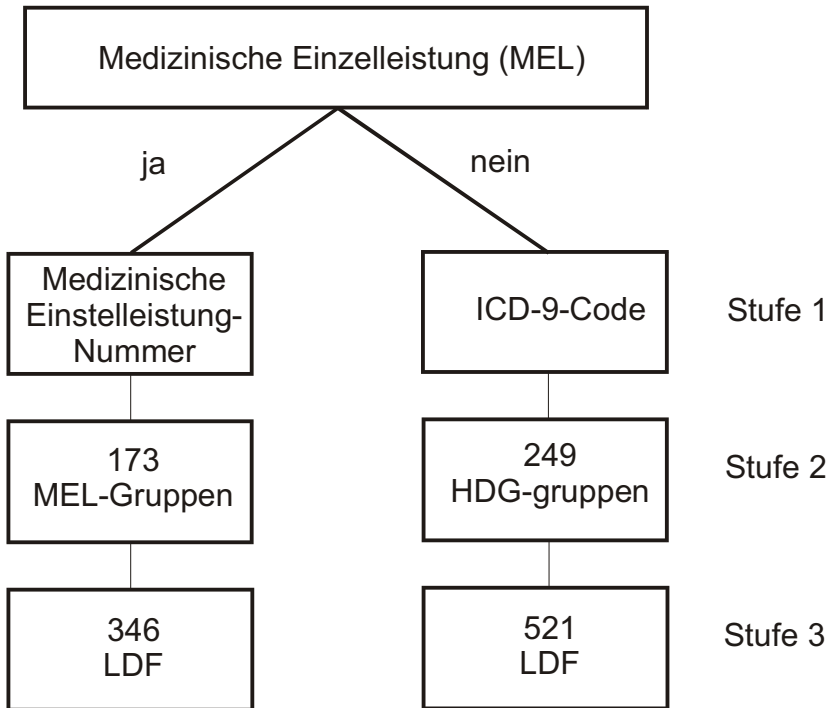 Medizinische Einzelleistung (MEL)
ja
nein
Medizinische
Einstelleistung-
Nummer
ICD-9-Code
Stufe 1
173
MEL-Gruppen
249
HDG-gruppen
Stufe 2
346
LDF
521
LDF
Stufe 3